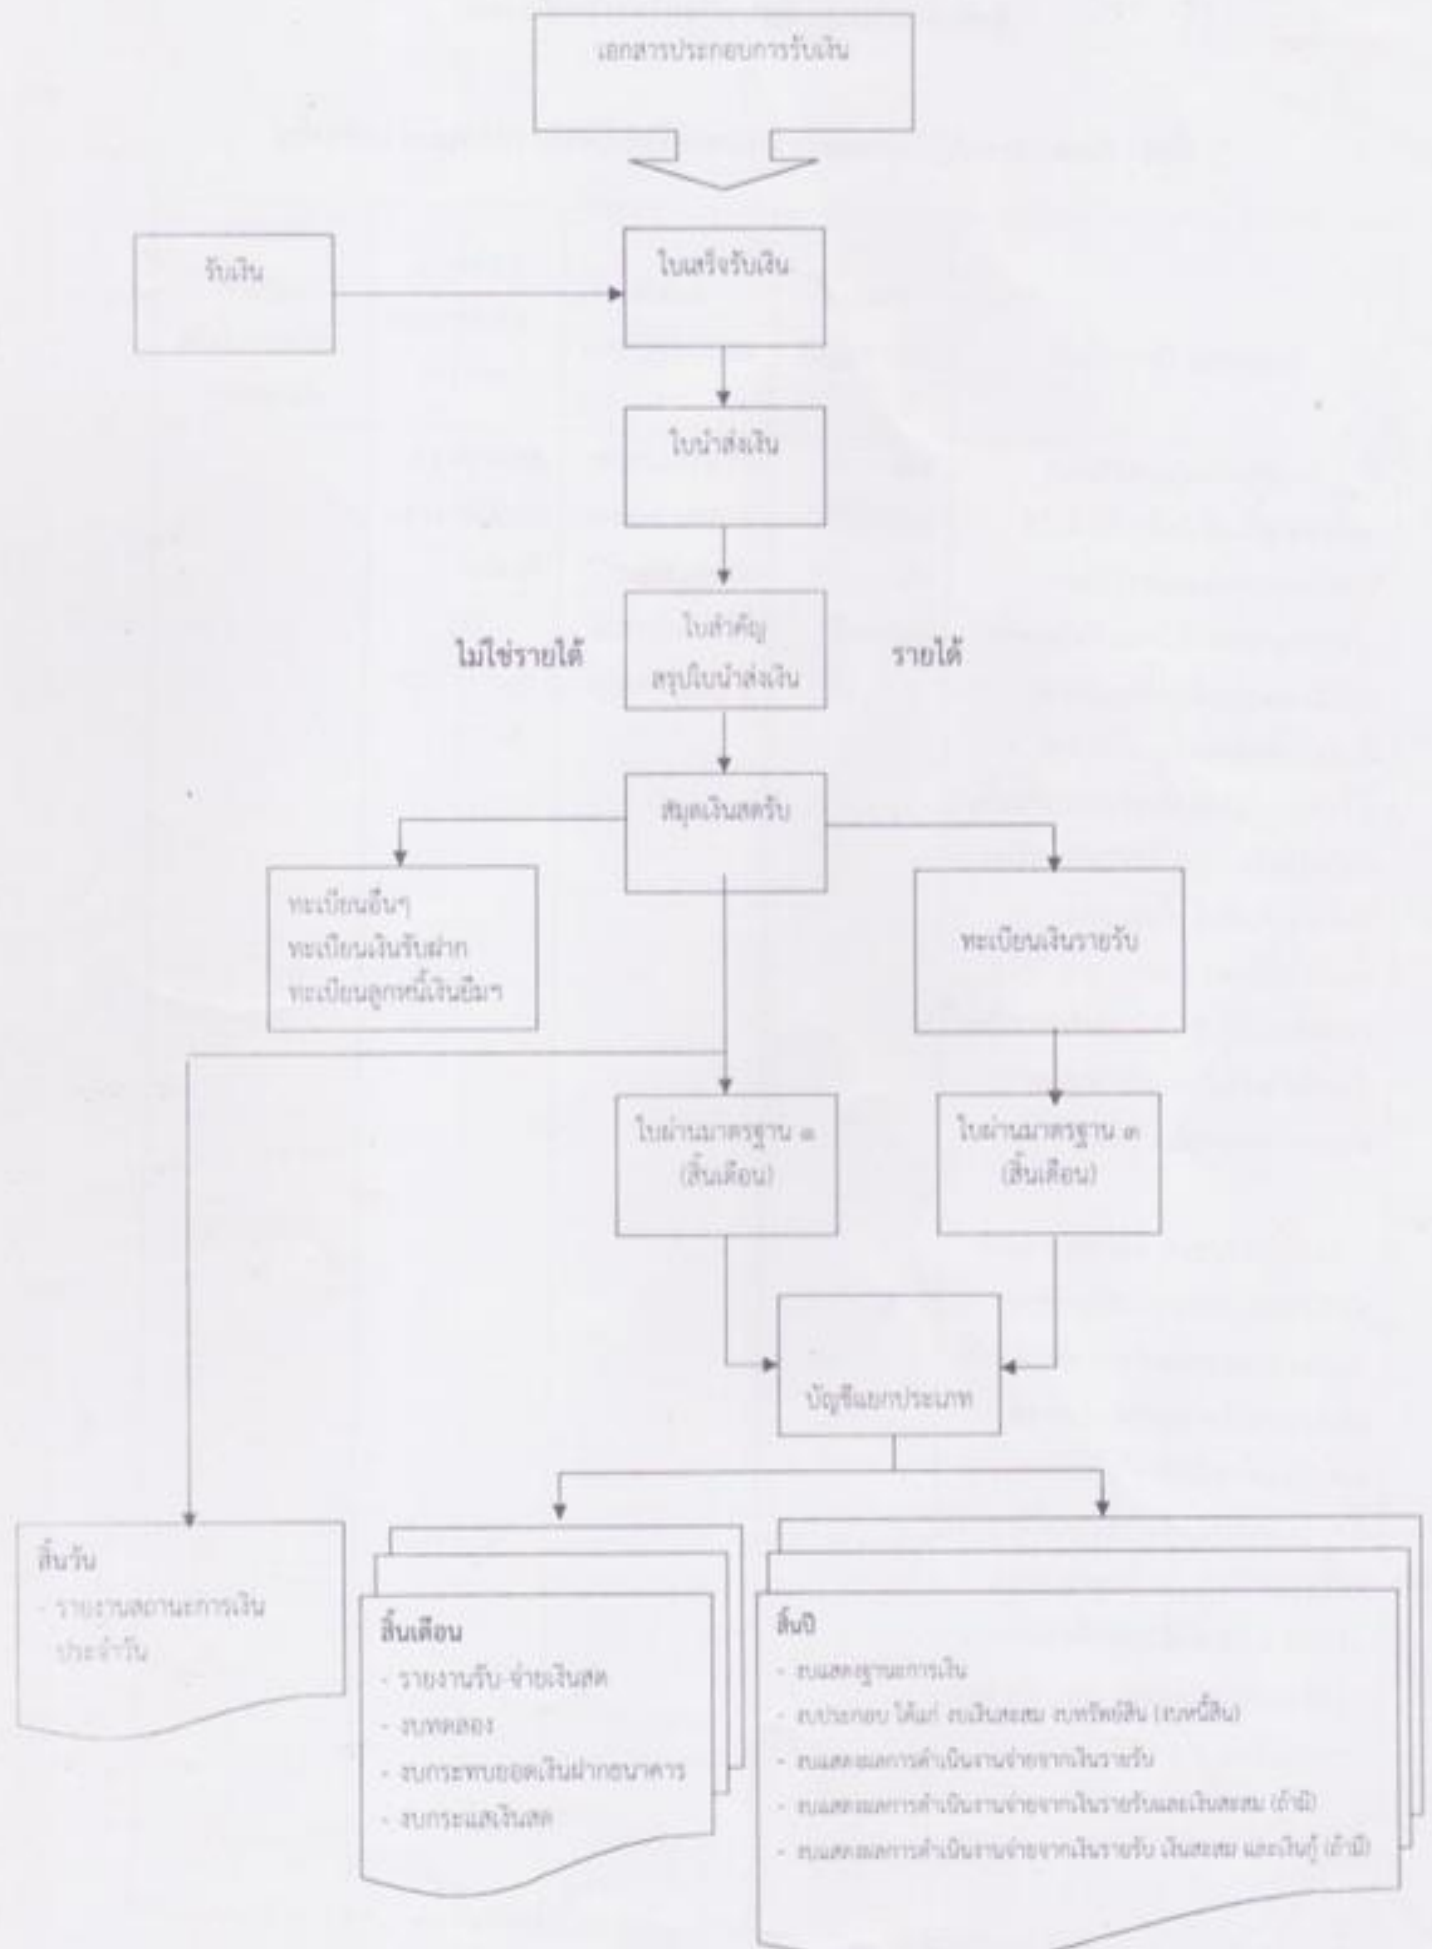 เอกสารประกอบการรับเงิน
รับเงิน
ใบเสร็จรับเงิน
ใบนำส่งเงิน
ไม่ใช่รายได้
ใบสำคัญ
สรุปใบนำส่งเงิน
รายได้
สมุดเงินสดรับ
ทะเบียนอื่นๆ
ทะเบียนเงินรับฝาก
ทะเบียนลูกหนี้เงินยืมฯ
ทะเบียนเงินรายรับ
ใบผ่านมาตรฐาน ๑
(สิ้นเดือน)
ใบผ่านมาตรฐาน ๓
(สิ้นเดือน)
บัญชีแยกประเภท
สิ้นวัน
- รายงานสถานะการเงิน
ประจำวัน
สิ้นเดือน
- รายงานรับ-จ่ายเงินสด
- งบทดลอง
- งบกระทบยอดเงินฝากธนาคาร
- งบกระแสเงินสด
สิ้นปี
- งบแสดงฐานะการเงิน
- งบประกอบ ได้แก่ งบเงินสะสม งบทรัพย์สิน (งบหนี้สิน)
- งบแสดงผลการดำเนินงานจ่ายจากเงินรายรับ
- งบแสดงผลการดำเนินงานจ่ายจากเงินรายรับและเงินสะสม (ถ้ามี)
- งบแสดงผลการดำเนินงานจ่ายจากเงินรายรับ เงินสะสม และเงินกู้ (ถ้ามี)